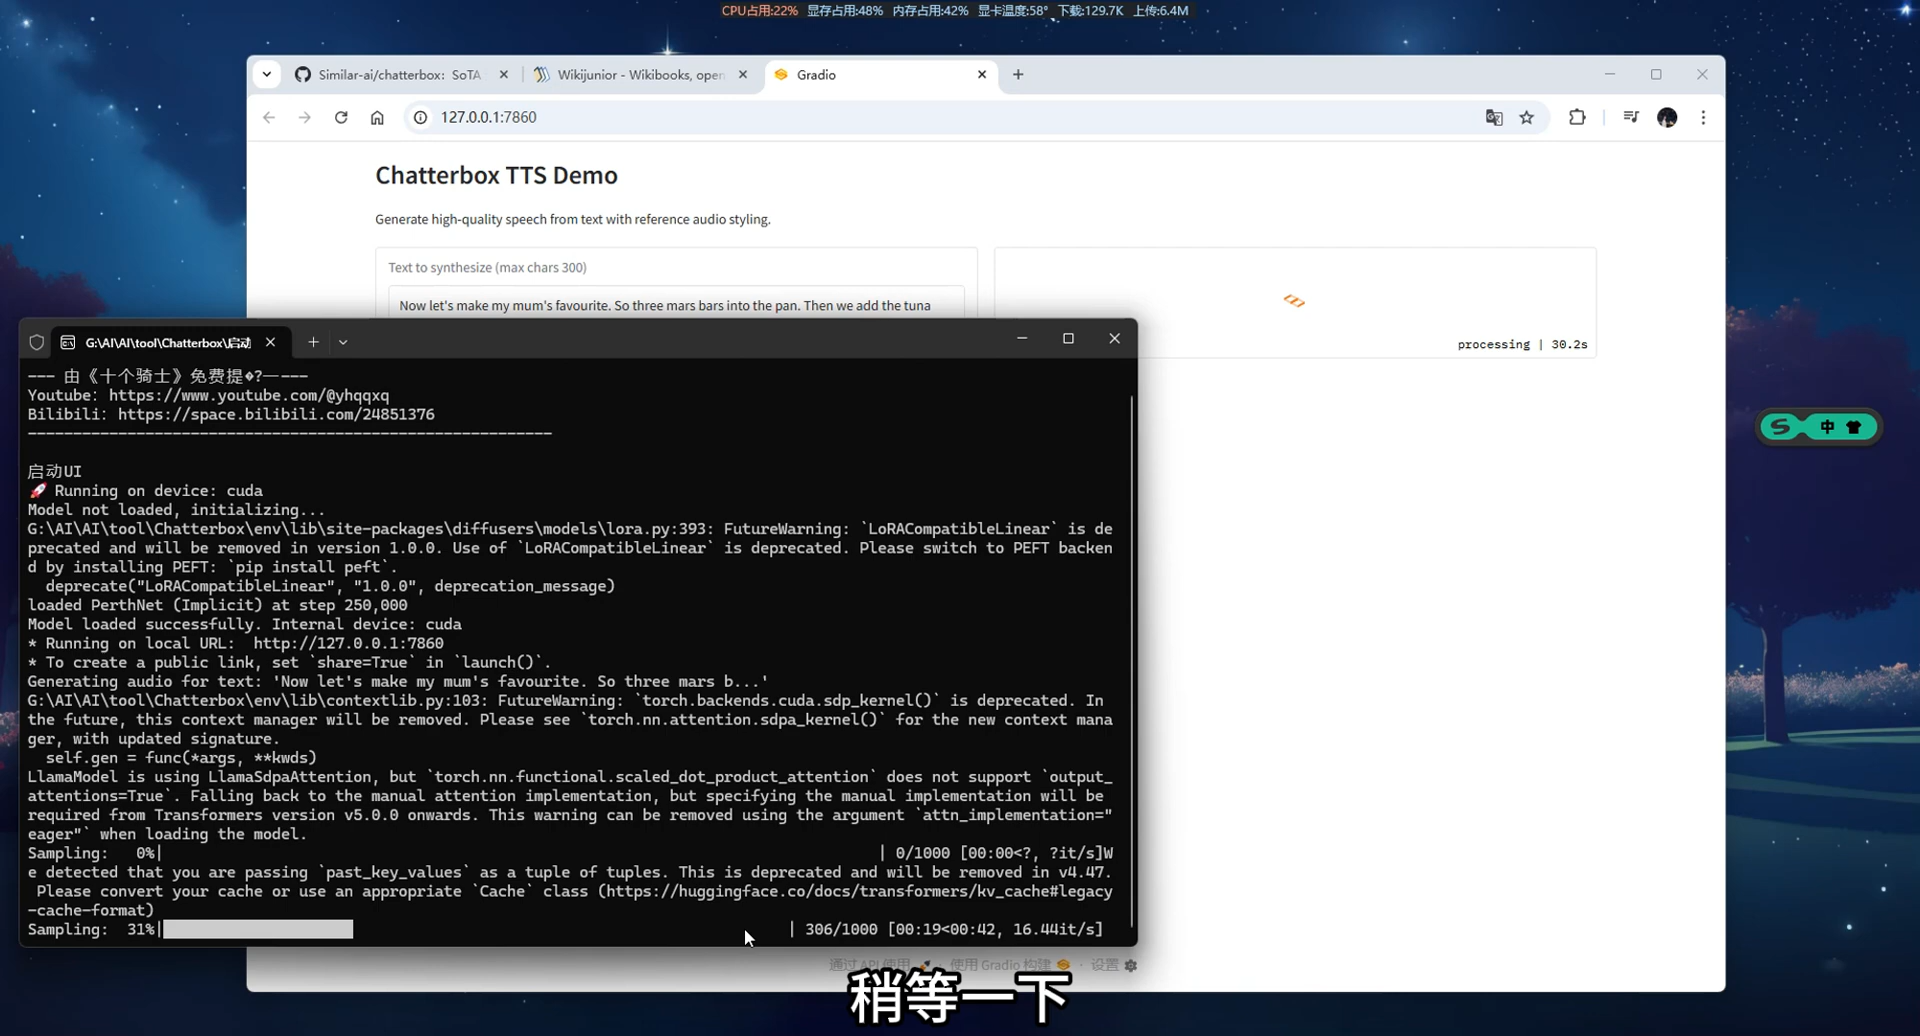 CPU占用:22% 显存占用:48% 内存占用:42% 显卡温度:58° 下载:129.7K 上传:6.4M
Similar-ai/chatterbox: SoTA
Wikijunior - Wikibooks, open
Gradio
127.0.0.1:7860
Chatterbox TTS Demo
Generate high-quality speech from text with reference audio styling.
Text to synthesize (max chars 300)
Now let's make my mum's favourite. So three mars bars into the pan. Then we add the tuna
processing | 30.2s
G:\AI\AI\tool\Chatterbox\启动
--- 由《十个骑士》免费提�?一---
Youtube: https://www.youtube.com/@yhqqxq
Bilibili: https://space.bilibili.com/24851376
----------------------------------------------------------
启动UI
🚀 Running on device: cuda
Model not loaded, initializing...
G:\AI\AI\tool\Chatterbox\env\lib\site-packages\diffusers\models\lora.py:393: FutureWarning: `LoRACompatibleLinear` is de
precated and will be removed in version 1.0.0. Use of `LoRACompatibleLinear` is deprecated. Please switch to PEFT backen
d by installing PEFT: `pip install peft`.
deprecate("LoRACompatibleLinear", "1.0.0", deprecation_message)
loaded PerthNet (Implicit) at step 250,000
Model loaded successfully. Internal device: cuda
* Running on local URL:  http://127.0.0.1:7860
* To create a public link, set `share=True` in `launch()`.
Generating audio for text: 'Now let's make my mum's favourite. So three mars b...'
G:\AI\AI\tool\Chatterbox\env\lib\contextlib.py:103: FutureWarning: `torch.backends.cuda.sdp_kernel()` is deprecated. In
the future, this context manager will be removed. Please see `torch.nn.attention.sdpa_kernel()` for the new context mana
ger, with updated signature.
self.gen = func(*args, **kwds)
LlamaModel is using LlamaSdpaAttention, but `torch.nn.functional.scaled_dot_product_attention` does not support `output_
attentions=True`. Falling back to the manual attention implementation, but specifying the manual implementation will be
required from Transformers version v5.0.0 onwards. This warning can be removed using the argument `attn_implementation="
eager"` when loading the model.
Sampling:   0%| | 0/1000 [00:00<?, ?it/s]W
e detected that you are passing `past_key_values` as a tuple of tuples. This is deprecated and will be removed in v4.47.
Please convert your cache or use an appropriate `Cache` class (https://huggingface.co/docs/transformers/kv_cache#legacy
-cache-format)
Sampling:  31%| | 306/1000 [00:19<00:42, 16.44it/s]
中
通过 API 使用 · 使用 Gradio 构建 · 设置
稍等一下